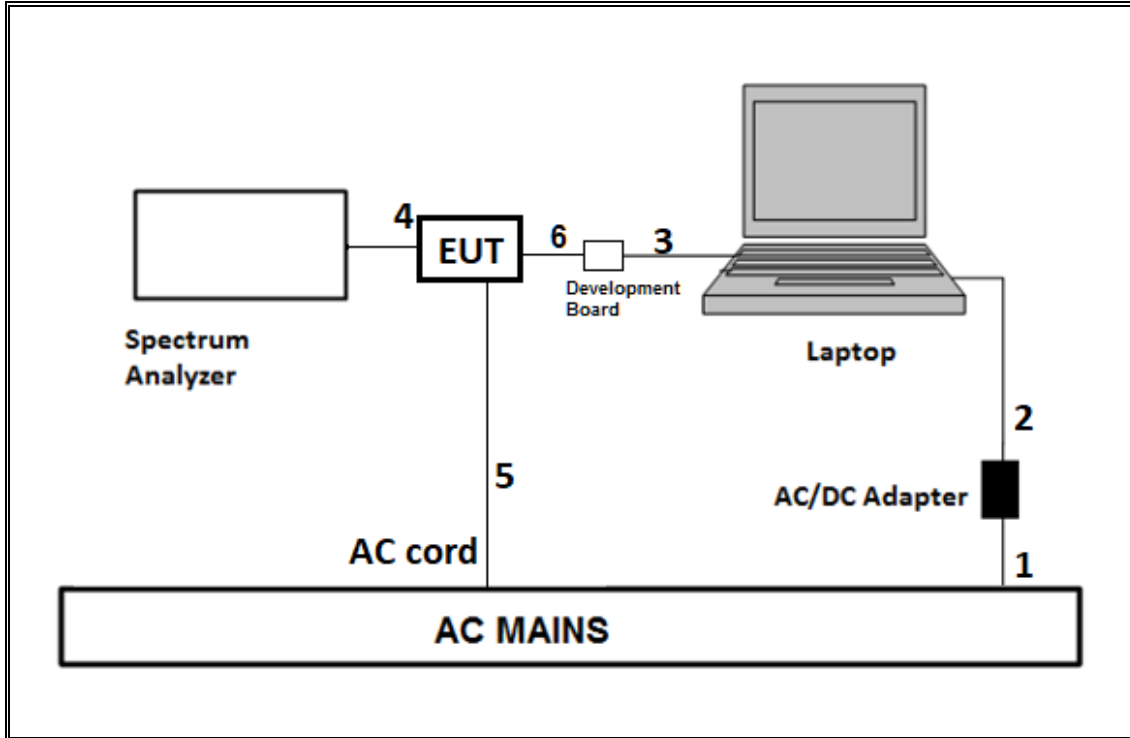 4
EUT
6
3
Development
Board
Spectrum
Analyzer
Laptop
2
5
AC/DC Adapter
AC cord
1
AC MAINS